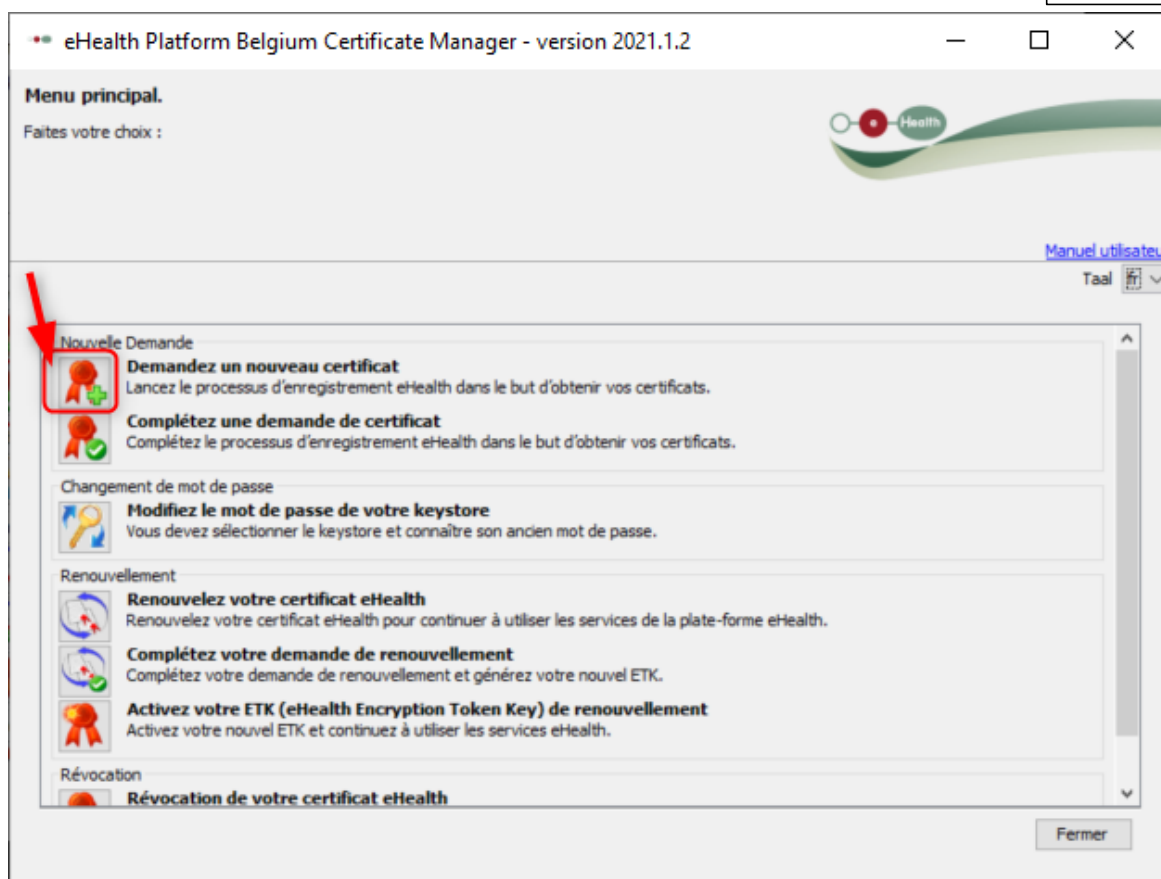 eHealth Platform Belgium Certificate Manager - version 2021.1.2
Menu principal.
Faites votre choix :
e Health
Manuel utilisateu
Taal fr
Nouvelle Demande
Demandez un nouveau certificat
Lancez le processus d'enregistrement eHealth dans le but d'obtenir vos certificats.
Complétez une demande de certificat
Complétez le processus d'enregistrement eHealth dans le but d'obtenir vos certificats.
Changement de mot de passe
Modifiez le mot de passe de votre keystore
Vous devez sélectionner le keystore et connaître son ancien mot de passe.
Renouvellement
Renouvelez votre certificat eHealth
Renouvelez votre certificat eHealth pour continuer à utiliser les services de la plate-forme eHealth.
Complétez votre demande de renouvellement
Complétez votre demande de renouvellement et générez votre nouvel ETK.
Activez votre ETK (eHealth Encryption Token Key) de renouvellement
Activez votre nouvel ETK et continuez à utiliser les services eHealth.
Révocation
Révocation de votre certificat eHealth
Fermer